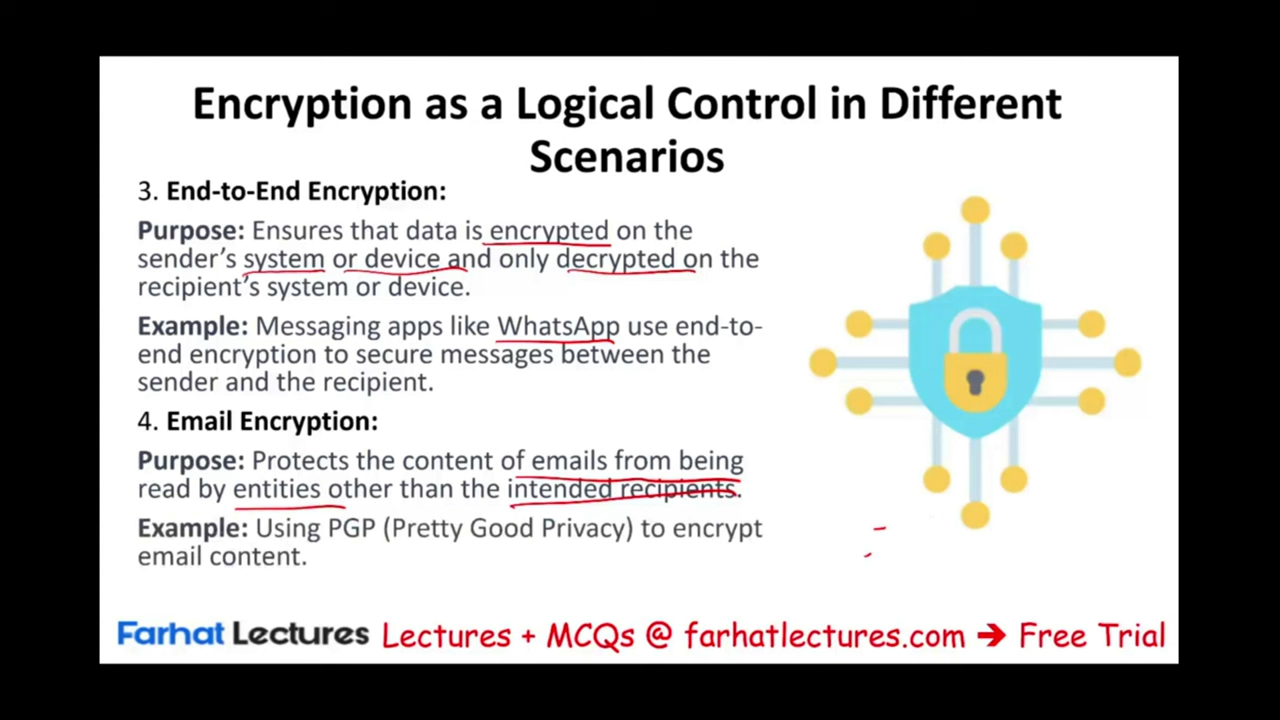 Encryption as a Logical Control in Different
Scenarios
3. End-to-End Encryption:
Purpose: Ensures that data is encrypted on the
sender's system or device and only decrypted on the
recipient's system or device.
Example: Messaging apps like WhatsApp use end-to-
end encryption to secure messages between the
sender and the recipient.
4. Email Encryption:
Purpose: Protects the content of emails from being
read by entities other than the intended recipients.
Example: Using PGP (Pretty Good Privacy) to encrypt
email content.
Farhat Lectures Lectures + MCQs @ farhatlectures.com ➔ Free Trial